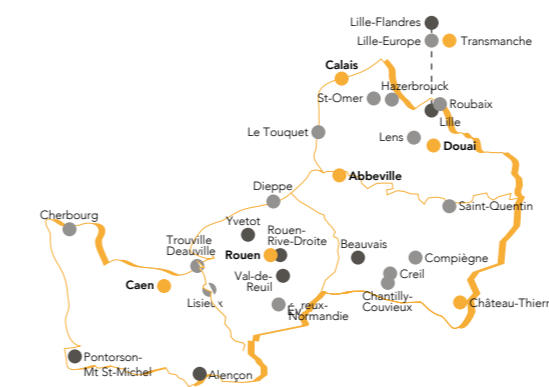 Lille-Flandres
Lille-Europe
Transmanche
Calais
Hazerbrouck
St-Omer
Roubaix
Lille
Le Touquet
Lens
Douai
Abbeville
Dieppe
Saint-Quentin
Cherbourg
Yvetot
Rouen-
Rive-Droite
Trouville
Deauville
Rouen
Beauvais
Compiègne
Val-de-
Reuil
Creil
Caen
Lisieux
Chantilly-
Couvieux
Château-Thierr
Normandie
Pontorson-
Mt St-Michel
Alençon